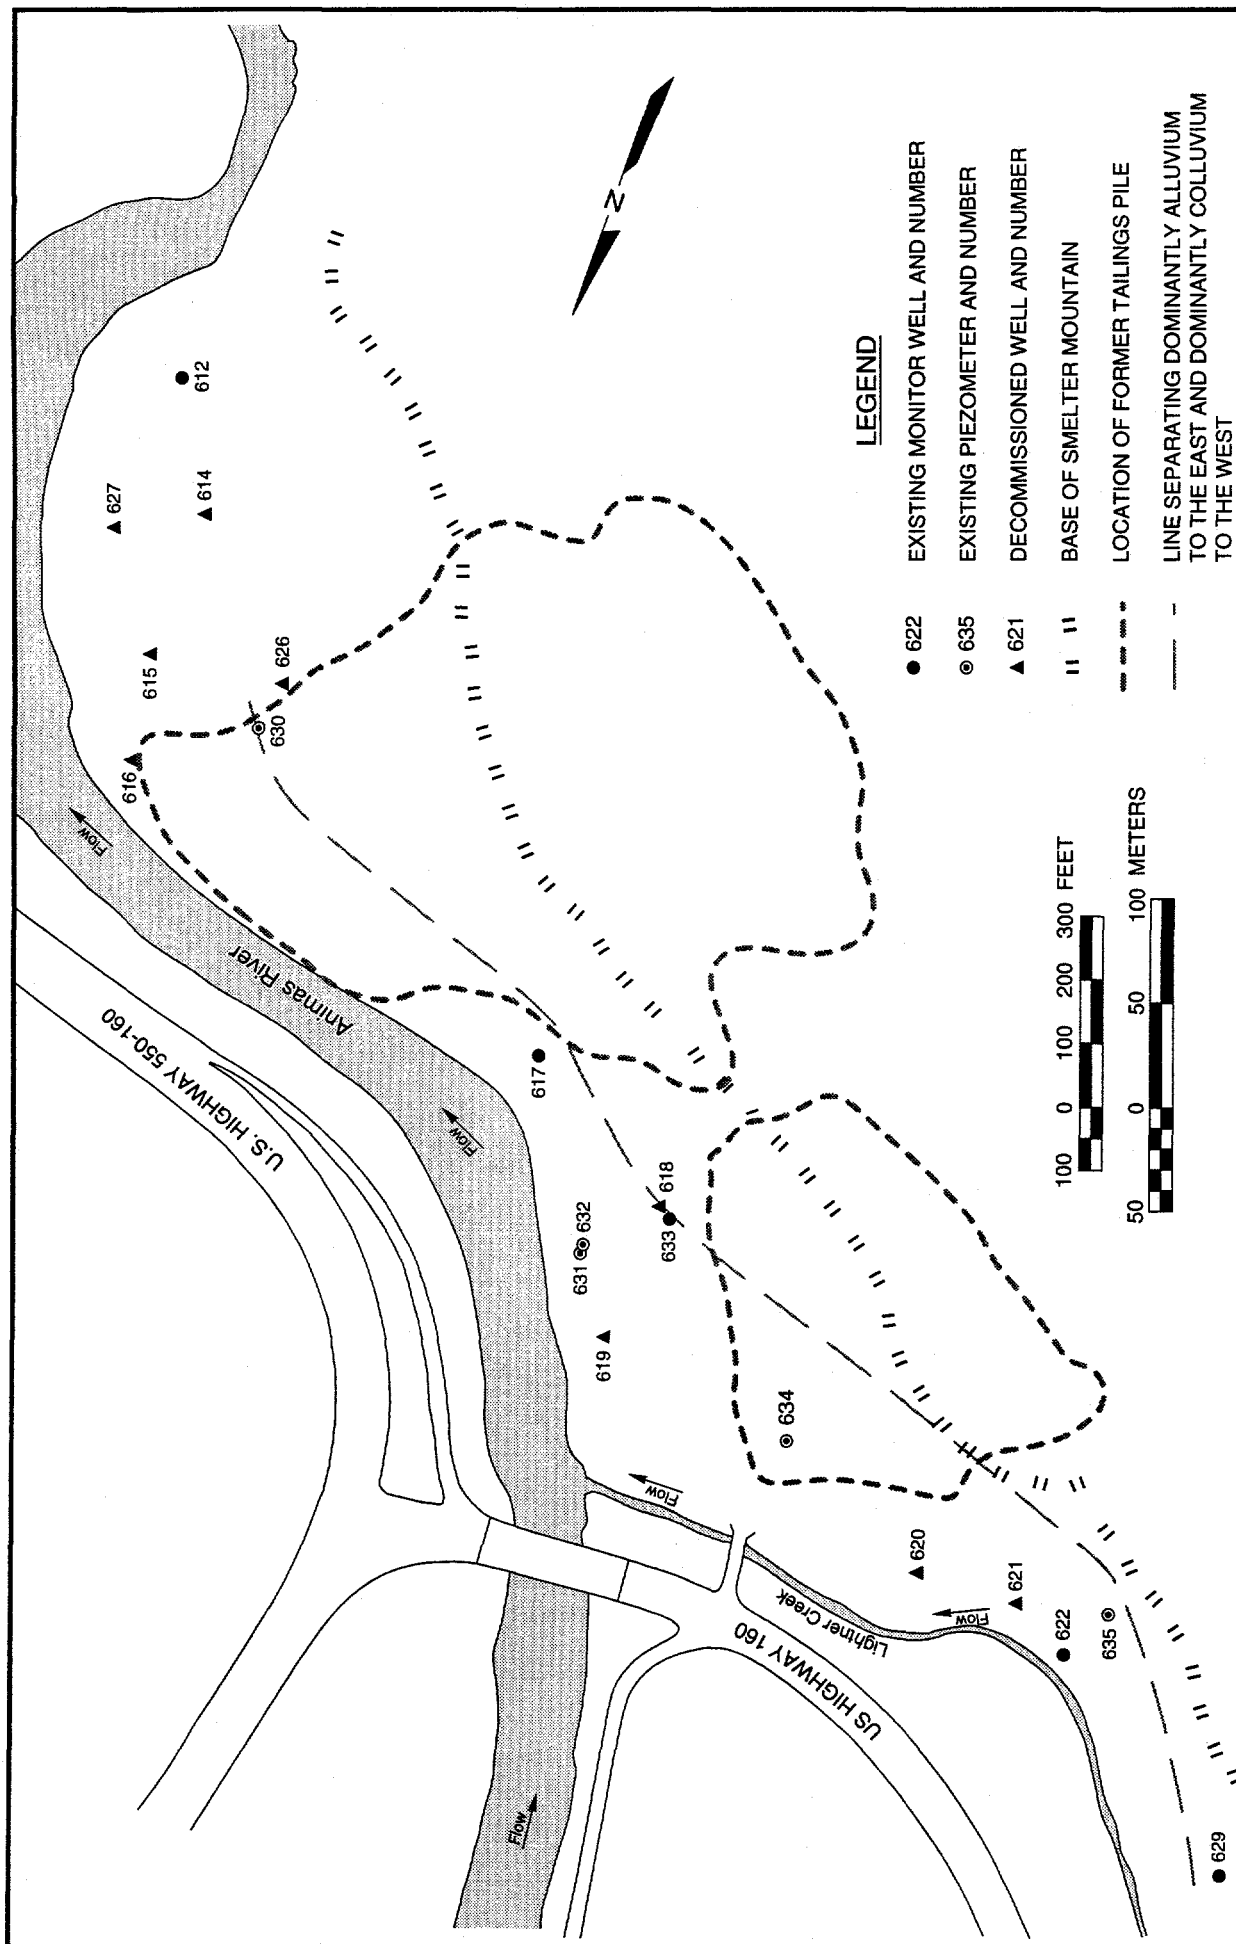 612
627
614
615
626
630
616
Flow
Animas River
U.S. HIGHWAY 550-160
617
Flow
618
633
632
631
619
634
Flow
620
621
Flow
Lightner Creek
US HIGHWAY 160
622
635
Flow
629
N
LEGEND
622 EXISTING MONITOR WELL AND NUMBER
635 EXISTING PIEZOMETER AND NUMBER
621 DECOMMISSIONED WELL AND NUMBER
BASE OF SMELTER MOUNTAIN
LOCATION OF FORMER TAILINGS PILE
LINE SEPARATING DOMINANTLY ALLUVIUM
TO THE EAST AND DOMINANTLY COLLUVIUM
TO THE WEST
100 0 100 200 300 FEET
50 0 50 100 METERS